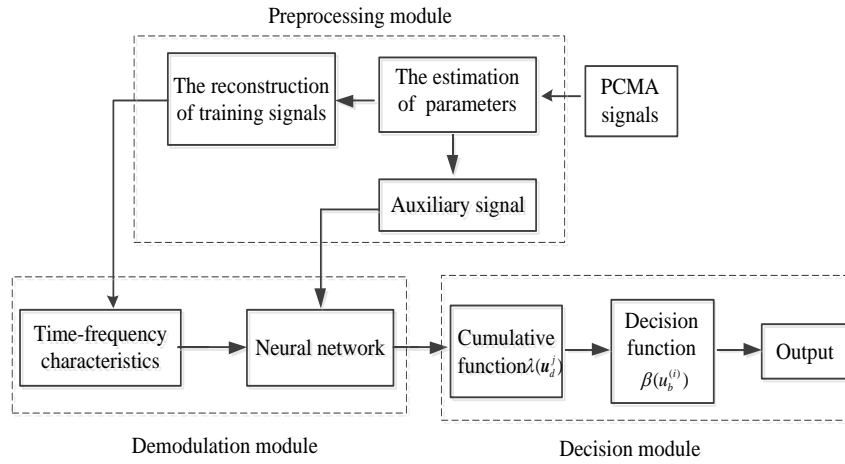 Preprocessing module
The reconstruction
of training signals
The estimation
of parameters
PCMA
signals
Auxiliary signal
Time-frequency
characteristics
Neural network
Cumulative
functionλ(u_d^j)
Decision
function
β(u_b^{(i)})
Output
Demodulation module
Decision module